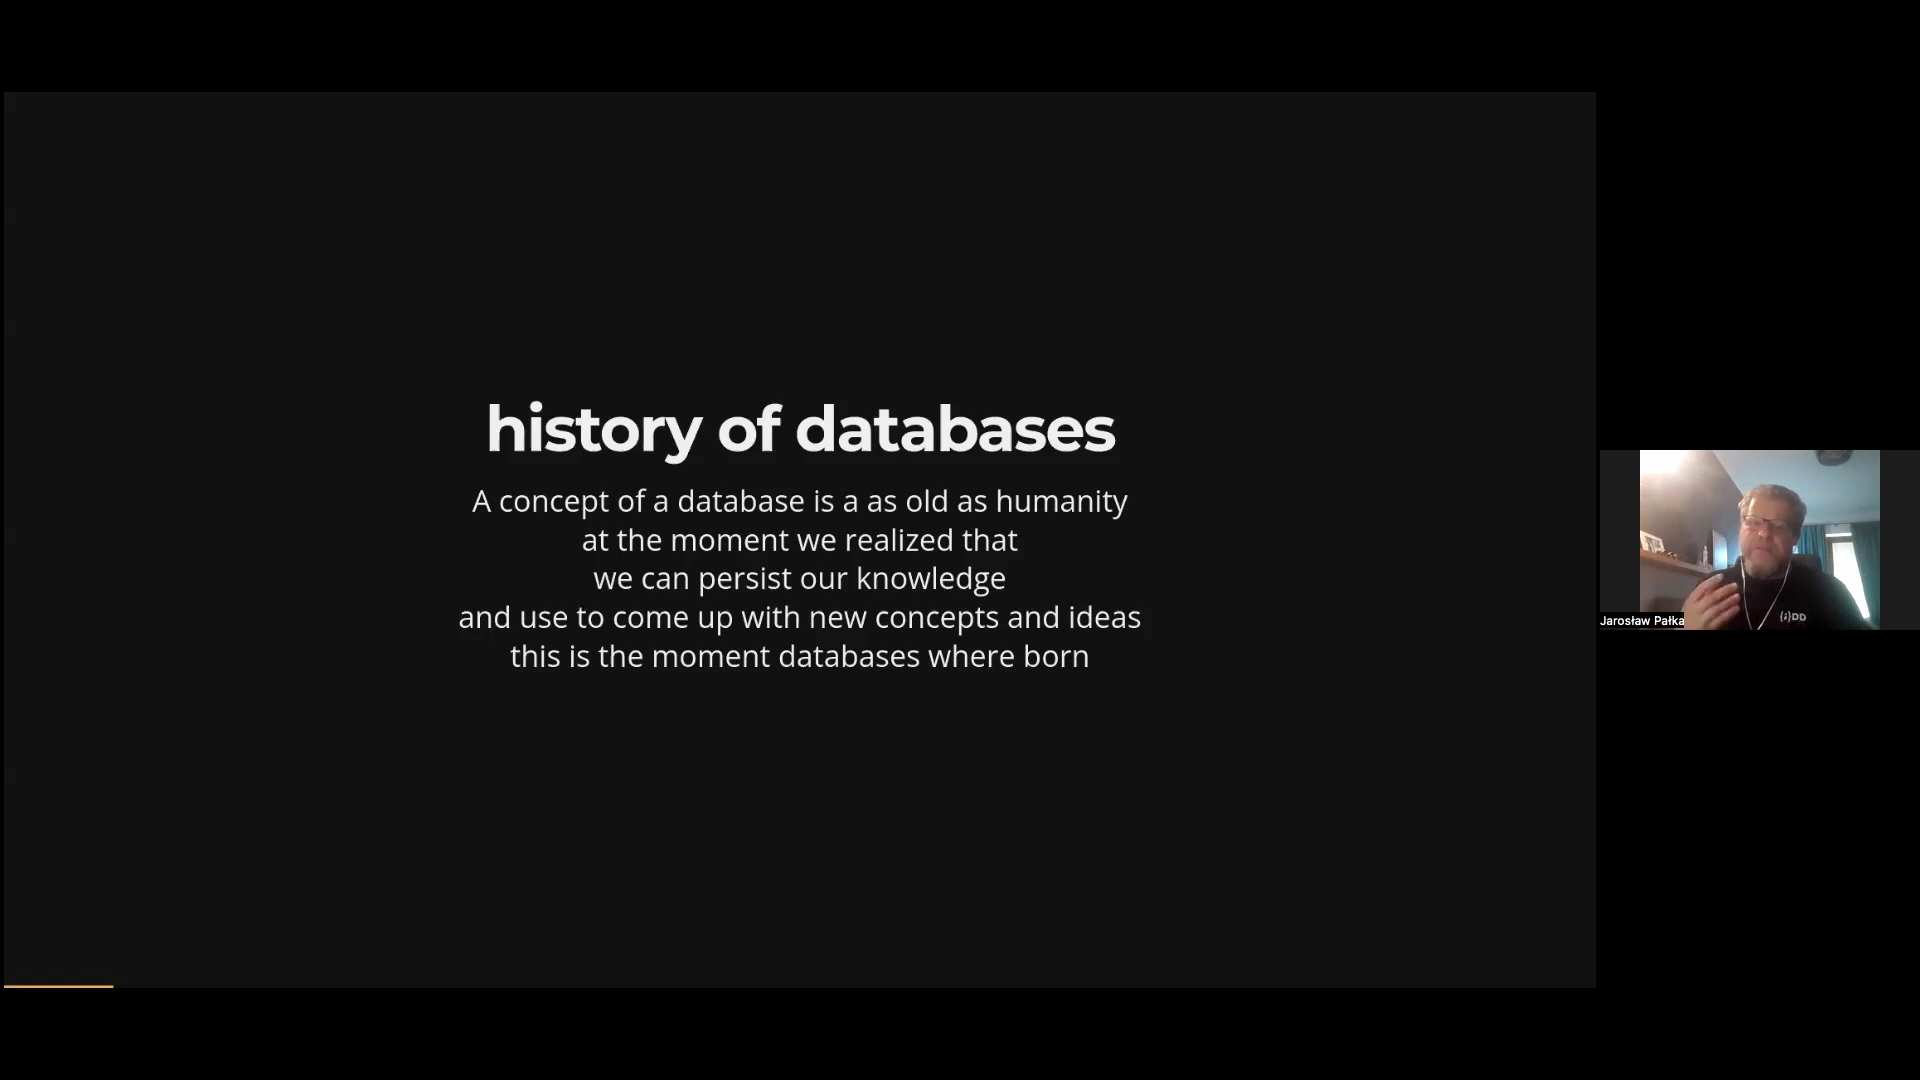 history of databases
A concept of a database is a as old as humanity
at the moment we realized that
we can persist our knowledge
and use to come up with new concepts and ideas
this is the moment databases where born
Jarosław Pałka
(i)DD